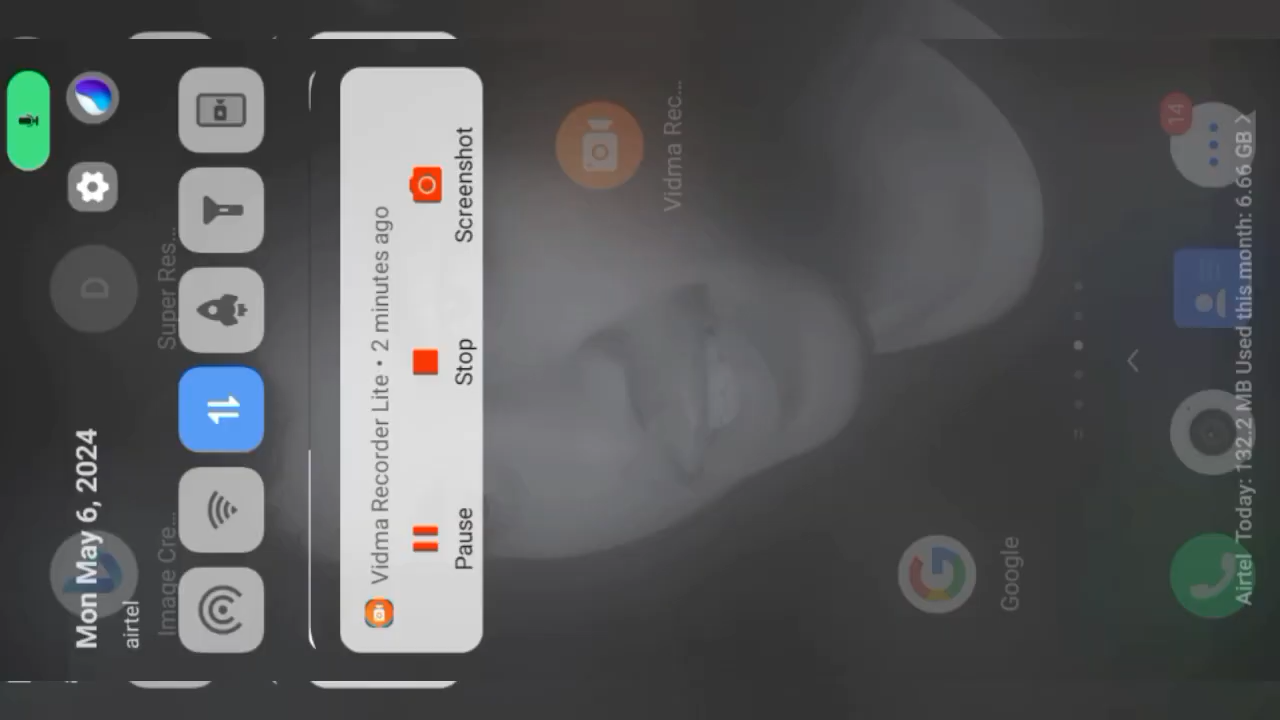 Mon May 6, 2024
airtel
D
Image Cre...
Super Res...
Vidma Recorder Lite • 2 minutes ago
Pause
Stop
Screenshot
Vidma Rec...
Google
14
Airtel Today: 132.2 MB Used this month: 6.66 GB